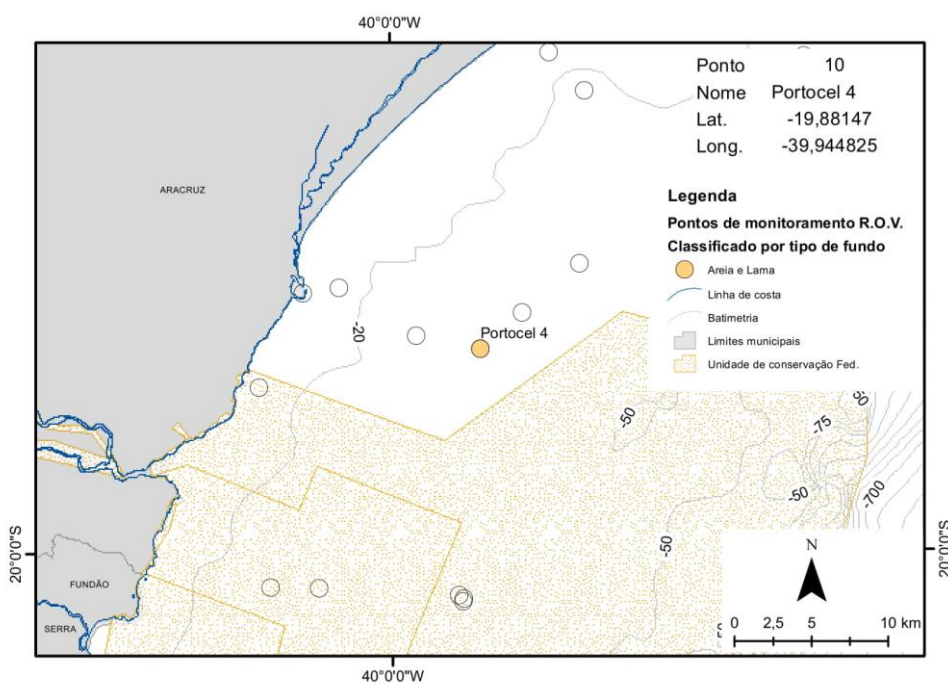 40°0'0"W
Ponto 10
Nome Portocel 4
Lat. -19,88147
Long. -39,944825
ARACRUZ
Legenda
Pontos de monitoramento R.O.V.
Classificado por tipo de fundo
Areia e Lama
Linha de costa
Batimetria
Limites municipais
Unidade de conservação Fed.
-20
Portocel 4
-50
-75
-50
-700
-50
20°0'0"S
20°0'0"S
N
FUNDÃO
SERRA
0 2,5 5 10 km
40°0'0"W